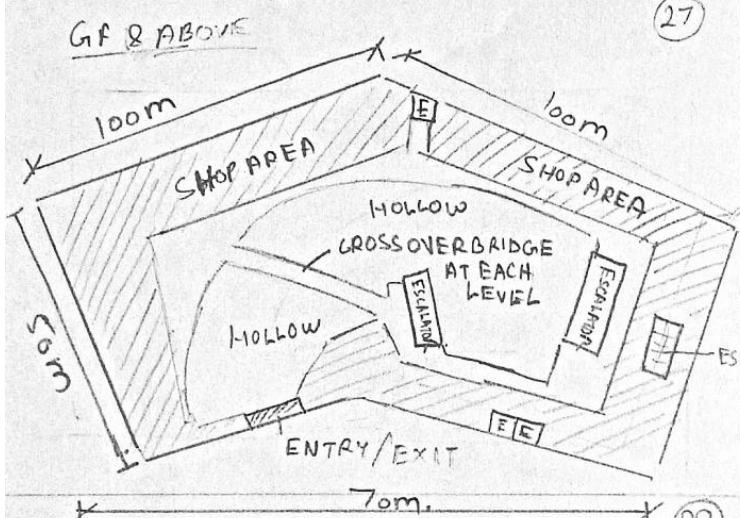 27
GF & ABOVE
100m
100m
SHOP AREA
SHOP AREA
HOLLOW
CROSSOVERBRIDGE
AT EACH
LEVEL
ESCALATOR
ESCALATOR
HOLLOW
50m
E
ES
E E
ENTRY/EXIT
70m.